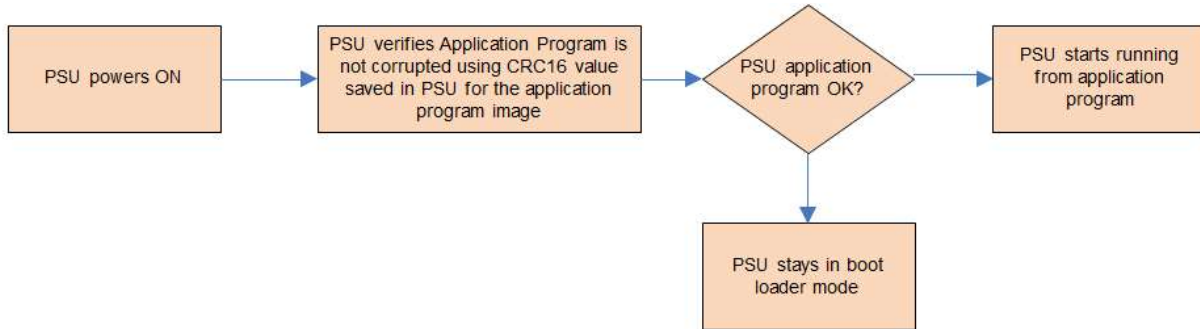 PSU powers ON
PSU verifies Application Program is
not corrupted using CRC16 value
saved in PSU for the application
program image
PSU application
program OK?
PSU starts running
from application
program
PSU stays in boot
loader mode